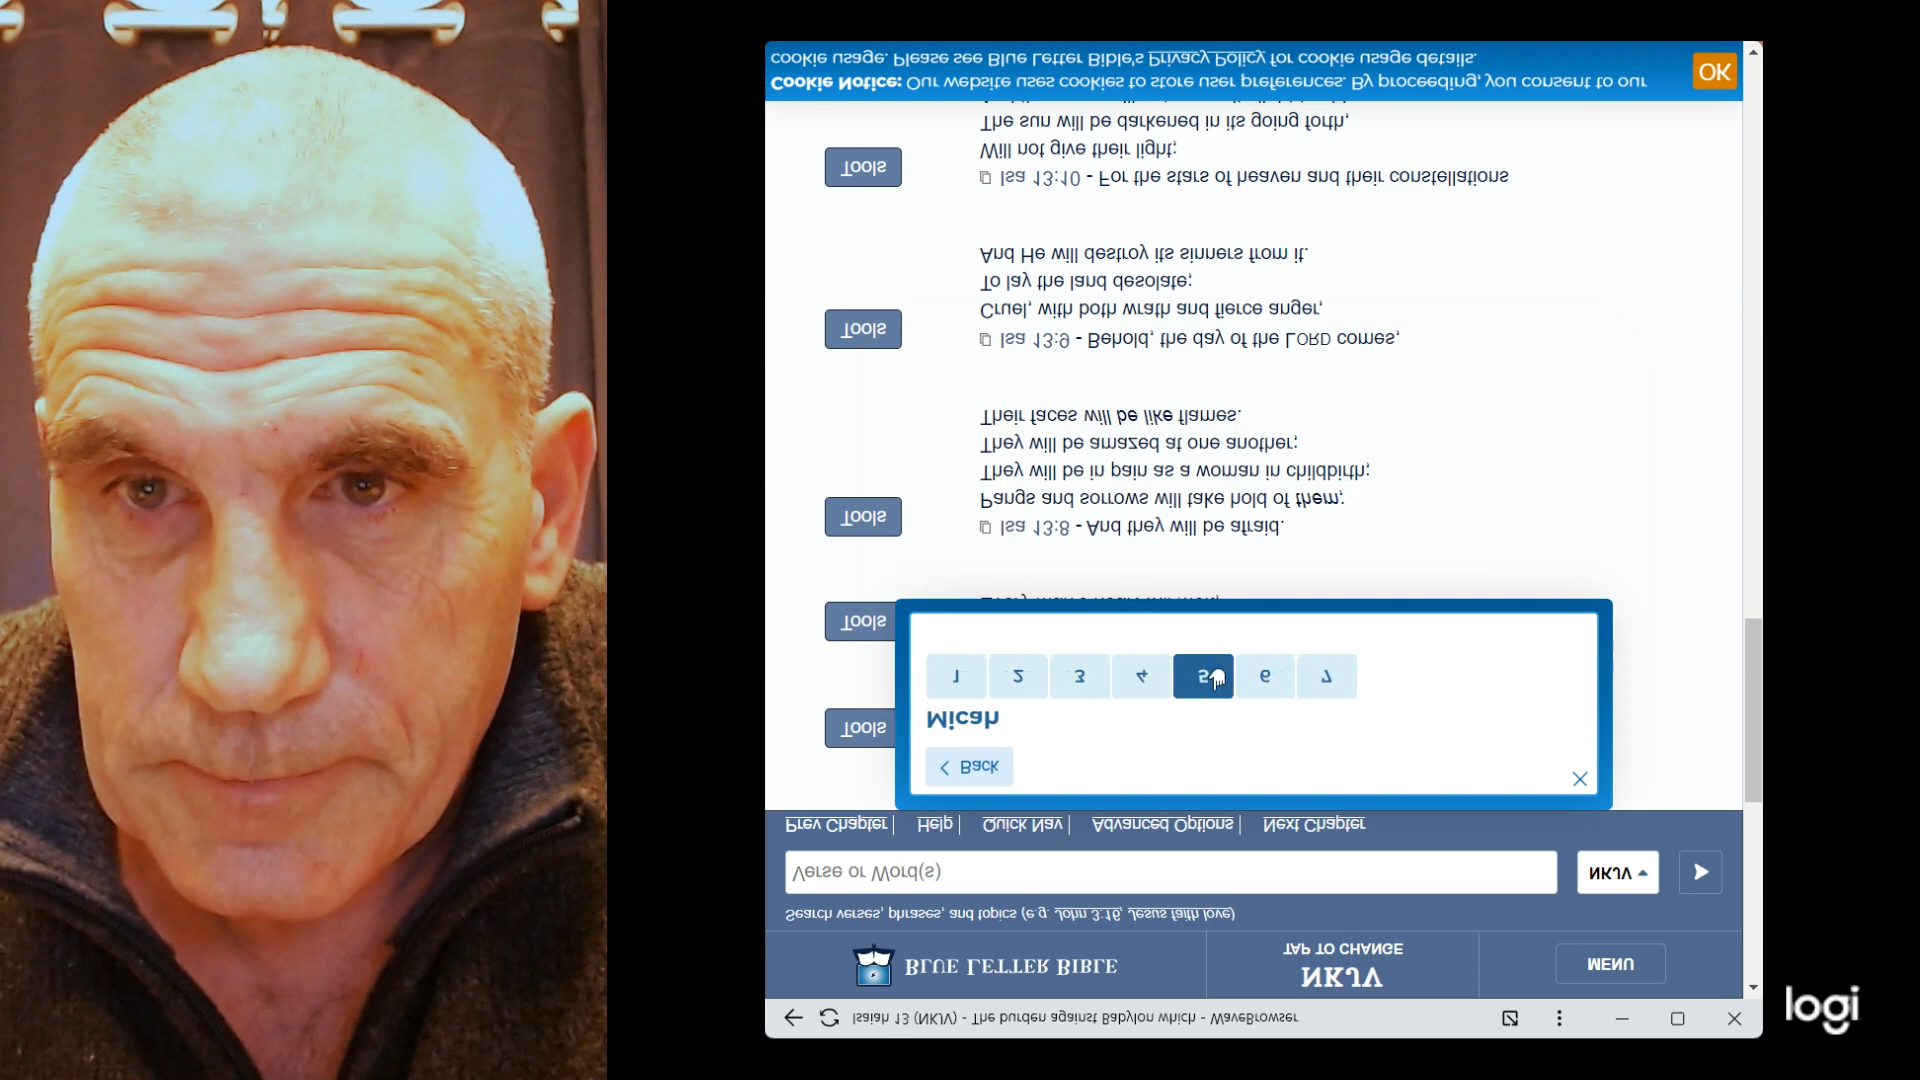 Isaiah 13 (NKJV) - The burden against Babylon which - WaveBrowser
BLUE LETTER BIBLE
NKJV
TAP TO CHANGE
MENU
Search verses, phrases, and topics (e.g. John 3:16, Jesus faith love)
Verse or Word(s)
NKJV
Prev Chapter | Help | Quick Nav | Advanced Options | Next Chapter
Back
Micah
1 2 3 4 5 6 7
Tools
Tools
Tools
Isa 13:8 - And they will be afraid.
Pangs and sorrows will take hold of them;
They will be in pain as a woman in childbirth;
They will be amazed at one another;
Their faces will be like flames.
Tools
Isa 13:9 - Behold, the day of the LORD comes,
Cruel, with both wrath and fierce anger,
To lay the land desolate;
And He will destroy its sinners from it.
Tools
Isa 13:10 - For the stars of heaven and their constellations
Will not give their light;
The sun will be darkened in its going forth,
Cookie Notice: Our website uses cookies to store user preferences. By proceeding, you consent to our
cookie usage. Please see Blue Letter Bible's Privacy Policy for cookie usage details.
OK
logi